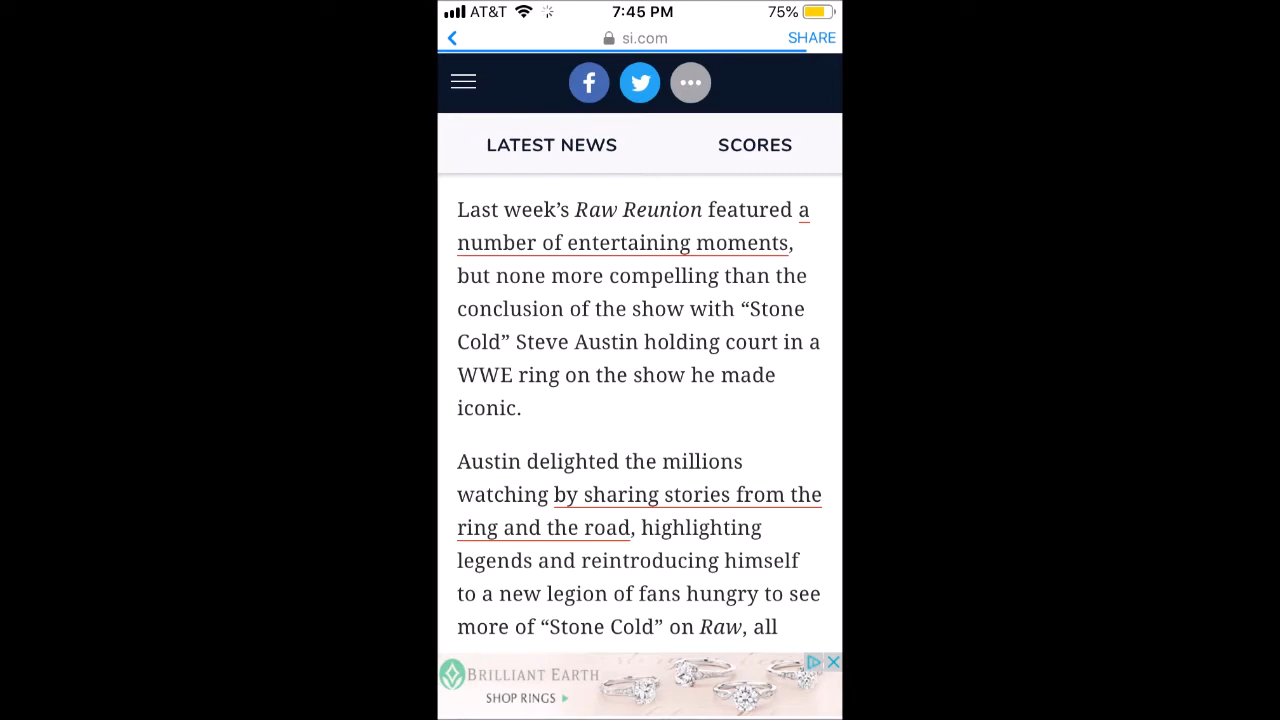 AT&T 7:45 PM 75%
si.com SHARE
LATEST NEWS SCORES
Last week’s Raw Reunion featured a
number of entertaining moments,
but none more compelling than the
conclusion of the show with “Stone
Cold” Steve Austin holding court in a
WWE ring on the show he made
iconic.
Austin delighted the millions
watching by sharing stories from the
ring and the road, highlighting
legends and reintroducing himself
to a new legion of fans hungry to see
more of “Stone Cold” on Raw, all
BRILLIANT EARTH
SHOP RINGS